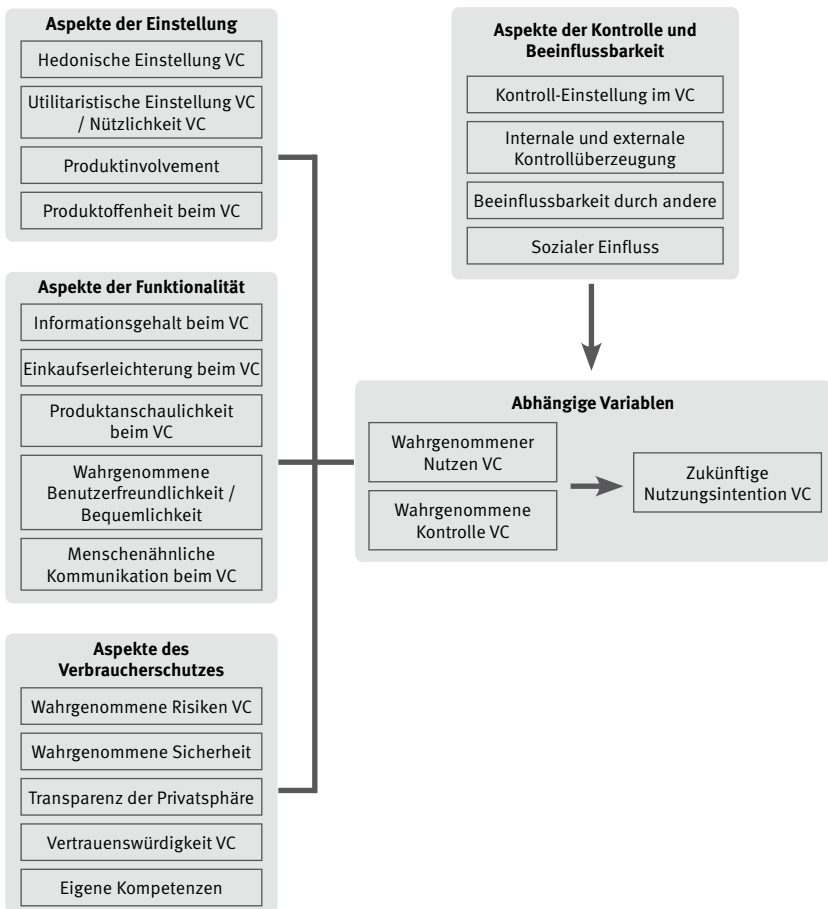 Aspekte der Einstellung
Hedonische Einstellung VC
Utilitaristische Einstellung VC
/ Nützlichkeit VC
Produktinvolvement
Produktoffenheit beim VC
Aspekte der Funktionalität
Informationsgehalt beim VC
Einkaufserleichterung beim VC
Produktanschaulichkeit
beim VC
Wahrgenommene
Benutzerfreundlichkeit /
Bequemlichkeit
Menschenähnliche
Kommunikation beim VC
Aspekte des
Verbraucherschutzes
Wahrgenommene Risiken VC
Wahrgenommene Sicherheit
Transparenz der Privatsphäre
Vertrauenswürdigkeit VC
Eigene Kompetenzen
Aspekte der Kontrolle und
Beeinflussbarkeit
Kontroll-Einstellung im VC
Internale und externale
Kontrollüberzeugung
Beeinflussbarkeit durch andere
Sozialer Einfluss
Abhängige Variablen
Wahrgenommener
Nutzen VC
Wahrgenommene
Kontrolle VC
Zukünftige
Nutzungsintention VC